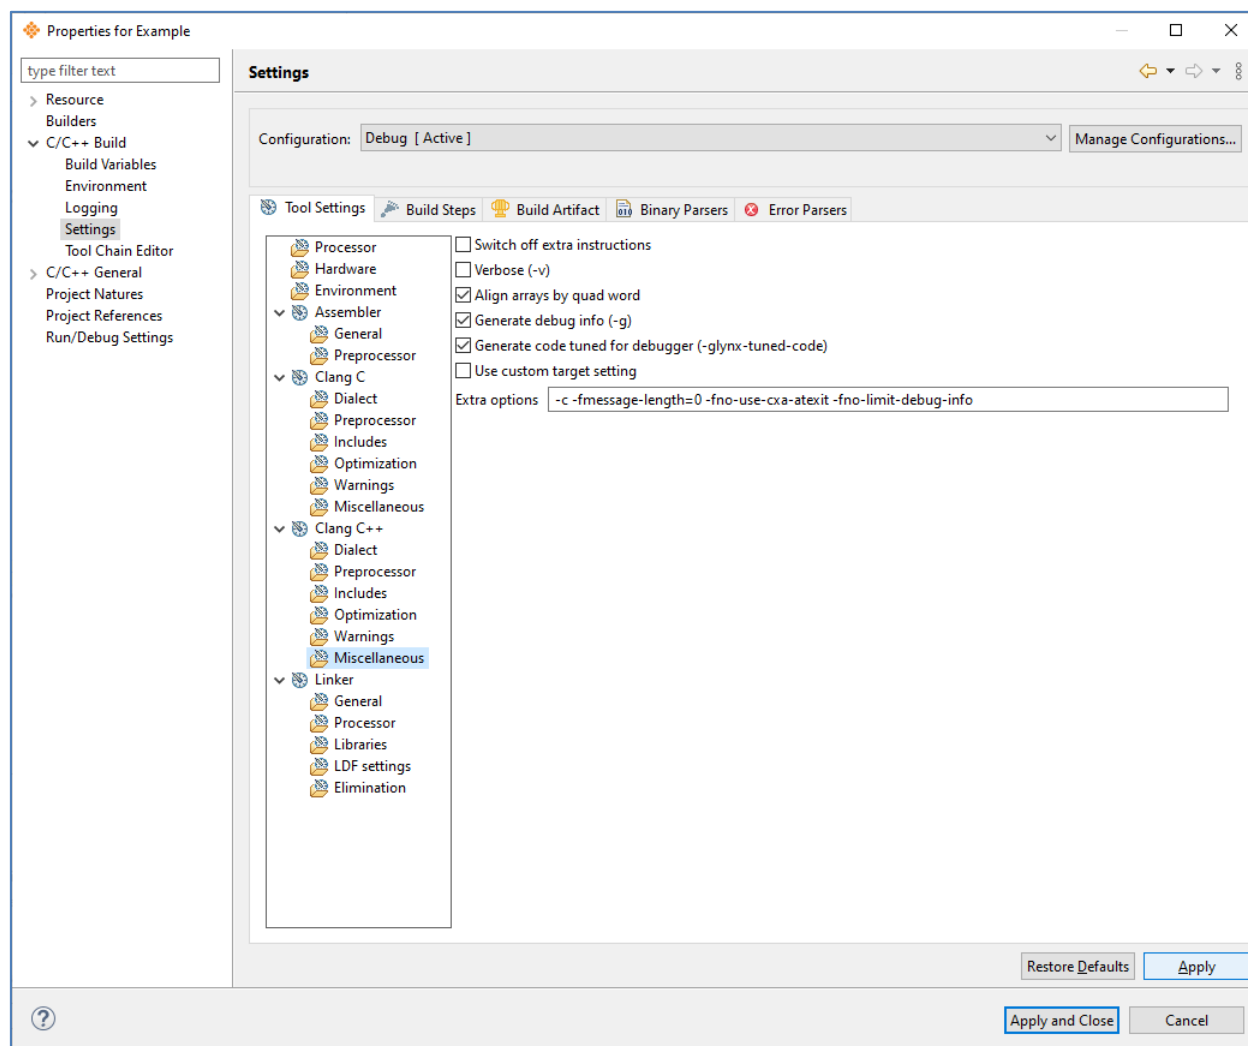 Properties for Example
type filter text
Resource
Builders
C/C++ Build
Build Variables
Environment
Logging
Settings
Tool Chain Editor
C/C++ General
Project Natures
Project References
Run/Debug Settings
Settings
Configuration: Debug [ Active ] Manage Configurations...
Tool Settings Build Steps Build Artifact Binary Parsers Error Parsers
Processor
Hardware
Environment
Assembler
General
Preprocessor
Clang C
Dialect
Preprocessor
Includes
Optimization
Warnings
Miscellaneous
Clang C++
Dialect
Preprocessor
Includes
Optimization
Warnings
Miscellaneous
Linker
General
Processor
Libraries
LDF settings
Elimination
Switch off extra instructions
Verbose (-v)
Align arrays by quad word
Generate debug info (-g)
Generate code tuned for debugger (-glynx-tuned-code)
Use custom target setting
Extra options -c -fmessage-length=0 -fno-use-cxa-atexit -fno-limit-debug-info
Restore Defaults Apply
Apply and Close Cancel